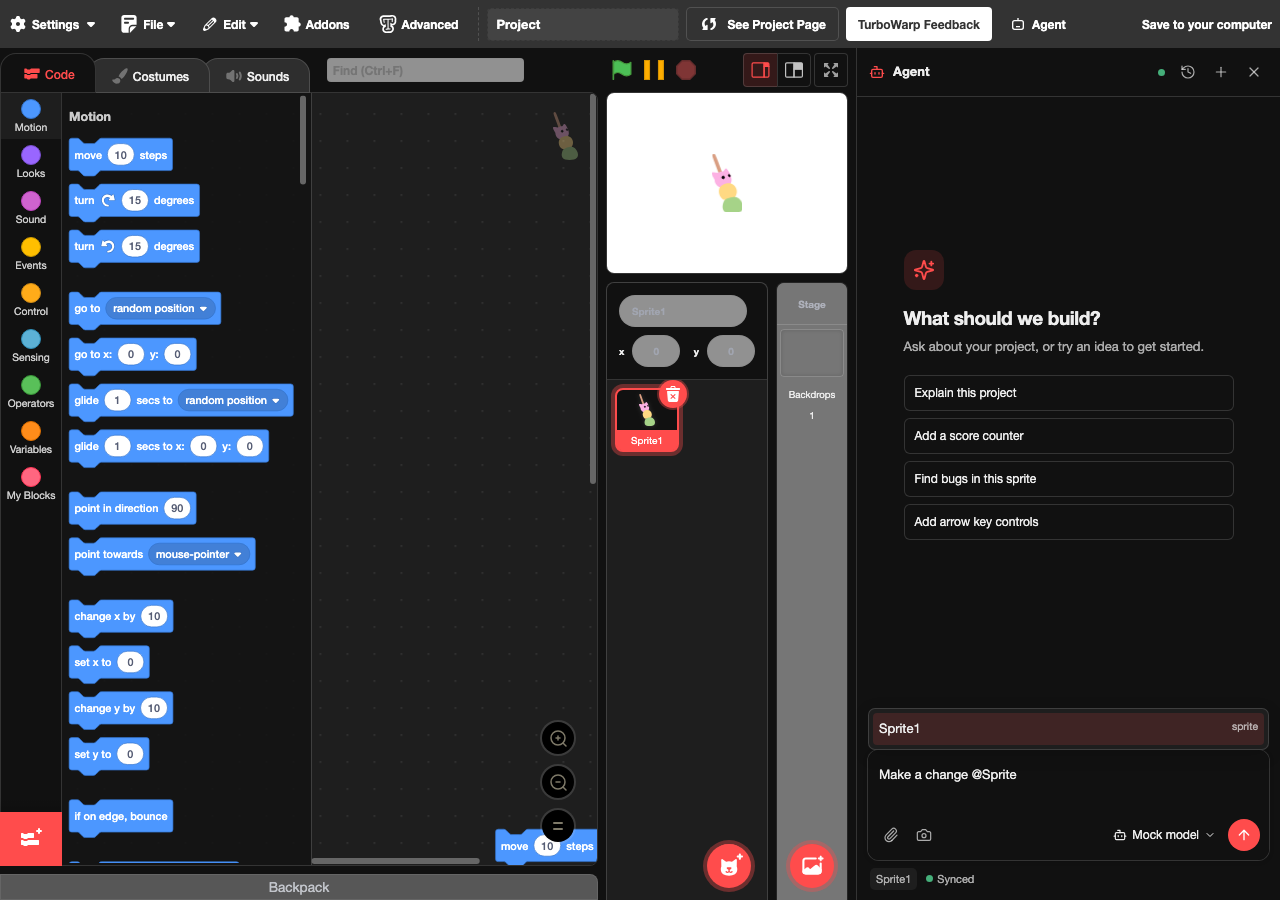 Settings File Edit Addons Advanced Project See Project Page TurboWarp Feedback Agent Save to your computer
Code Costumes Sounds Find (Ctrl+F)
Agent
Motion
Looks
Sound
Events
Control
Sensing
Operators
Variables
My Blocks
Motion
move 10 steps
turn 15 degrees
turn 15 degrees
go to random position
go to x: 0 y: 0
glide 1 secs to random position
glide 1 secs to x: 0 y: 0
point in direction 90
point towards mouse-pointer
change x by 10
set x to 0
change y by 10
set y to 0
if on edge, bounce
move 10 steps
Backpack
Sprite1
x 0 y 0
Sprite1
Stage
Backdrops
1
What should we build?
Ask about your project, or try an idea to get started.
Explain this project
Add a score counter
Find bugs in this sprite
Add arrow key controls
Sprite1 sprite
Make a change @Sprite
Mock model
Sprite1 Synced